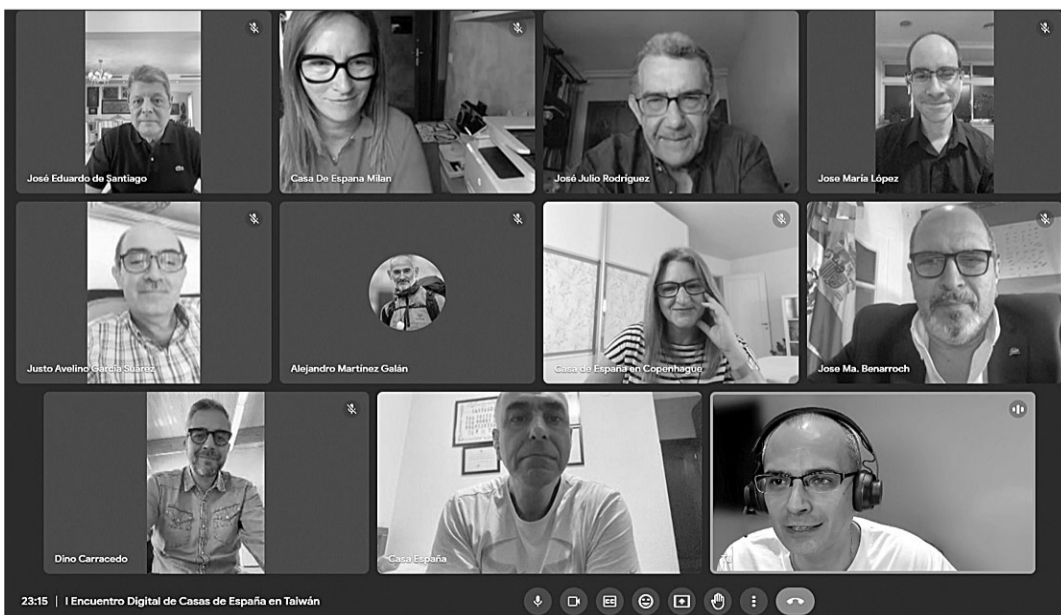 José Eduardo de Santiago
Casa De Espana Milan
José Julio Rodríguez
Jose María López
Justo Avelino García Suárez
Alejandro Martínez Galán
Casa de España en Copenhague
Jose Ma. Benarroch
Dino Carracedo
Casa España
23:15 | I Encuentro Digital de Casas de España en Taiwán
CC